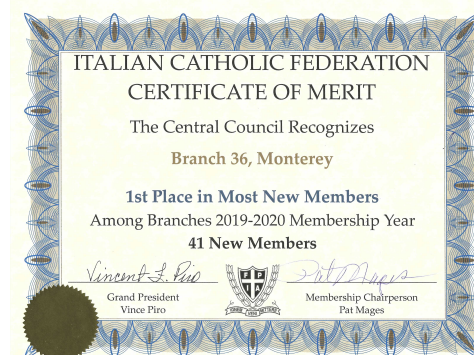 ITALIAN CATHOLIC FEDERATION
CERTIFICATE OF MERIT
The Central Council Recognizes
Branch 36, Monterey
1st Place in Most New Members
Among Branches 2019-2020 Membership Year
41 New Members
Vincent F. Piro
Pat Mages
Grand President
Vince Piro
Membership Chairperson
Pat Mages